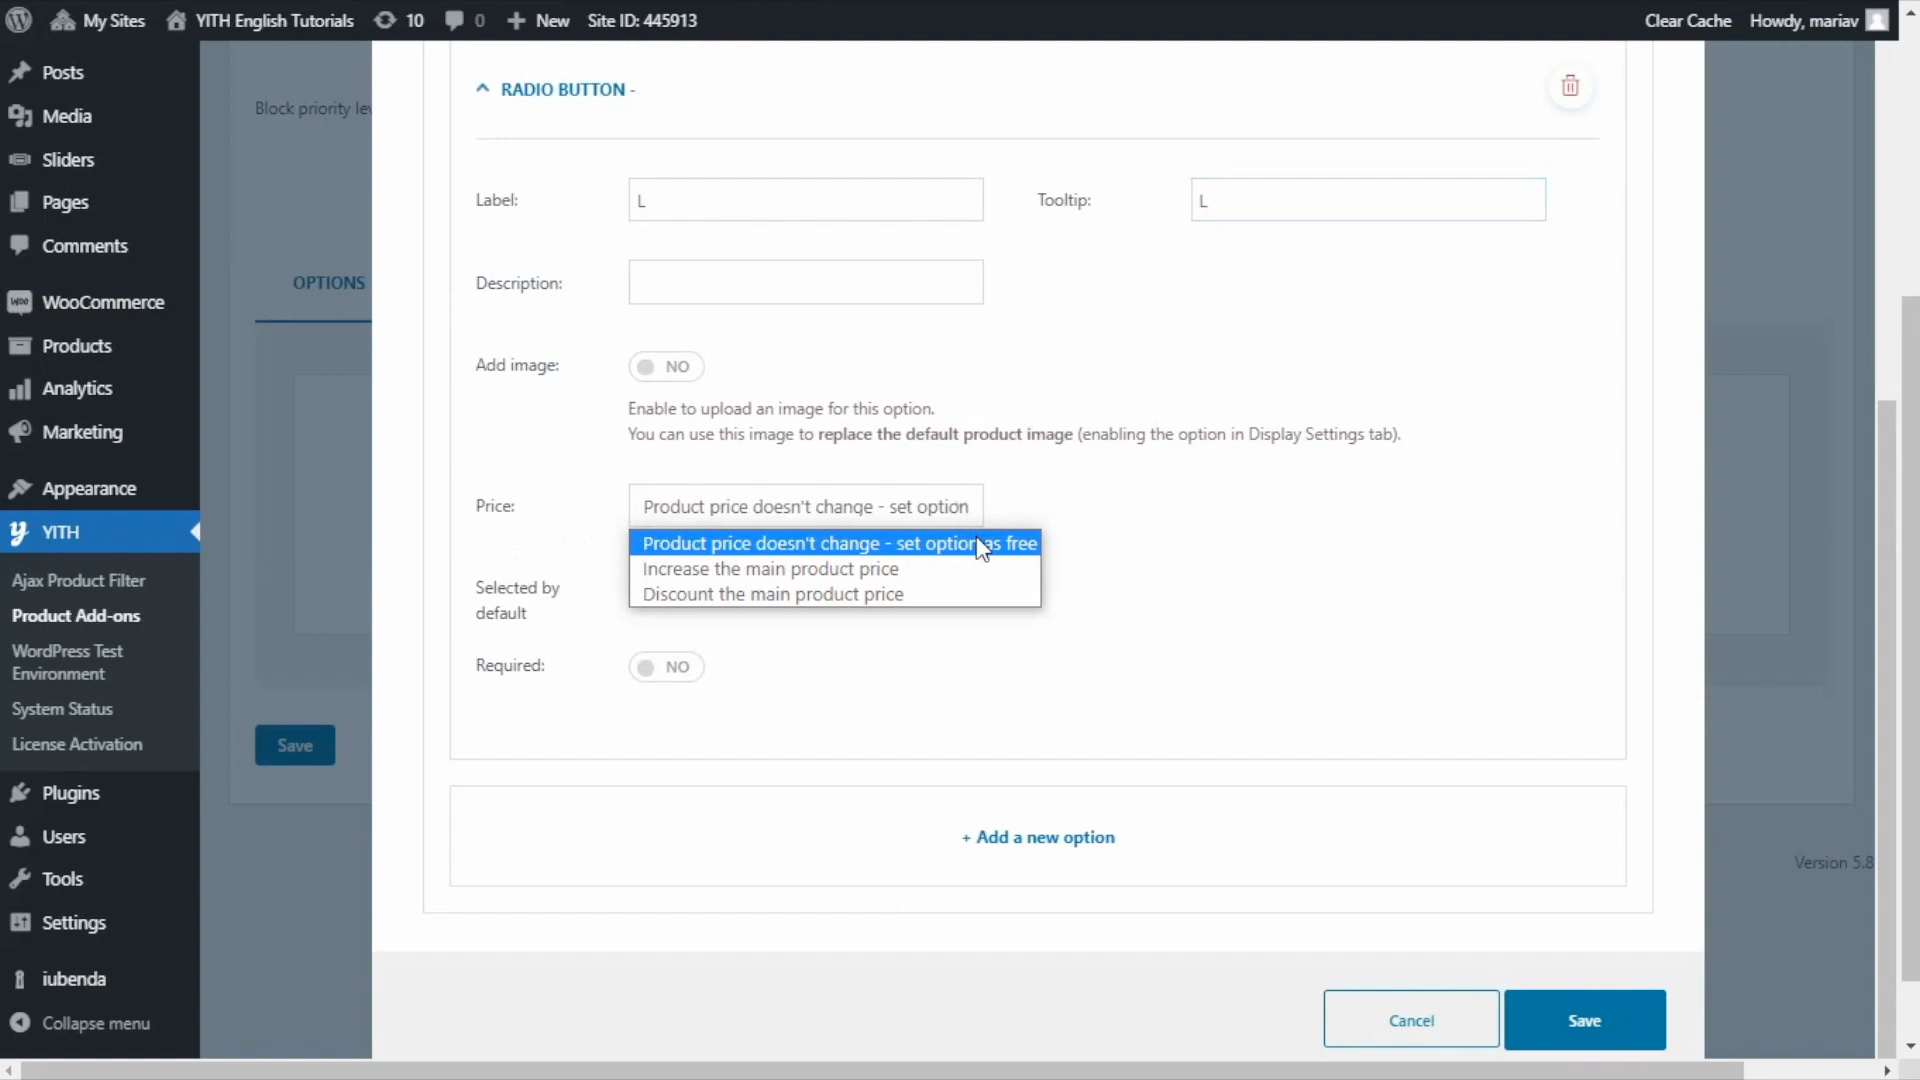 My Sites
YITH English Tutorials
10
0
New
Site ID: 445913
Clear Cache
Howdy, mariav
Posts
Media
Sliders
Pages
Comments
WooCommerce
Products
Analytics
Marketing
Appearance
YITH
Ajax Product Filter
Product Add-ons
WordPress Test
Environment
System Status
License Activation
Plugins
Users
Tools
Settings
iubenda
Collapse menu
Block priority
OPTIONS
Save
RADIO BUTTON -
Label:
L
Tooltip:
L
Description:
Add image:
NO
Enable to upload an image for this option.
You can use this image to replace the default product image (enabling the option in Display Settings tab).
Price:
Product price doesn't change - set option
Product price doesn't change - set option as free
Increase the main product price
Discount the main product price
Selected by
default
Required:
NO
+ Add a new option
Version 5.8
Cancel
Save